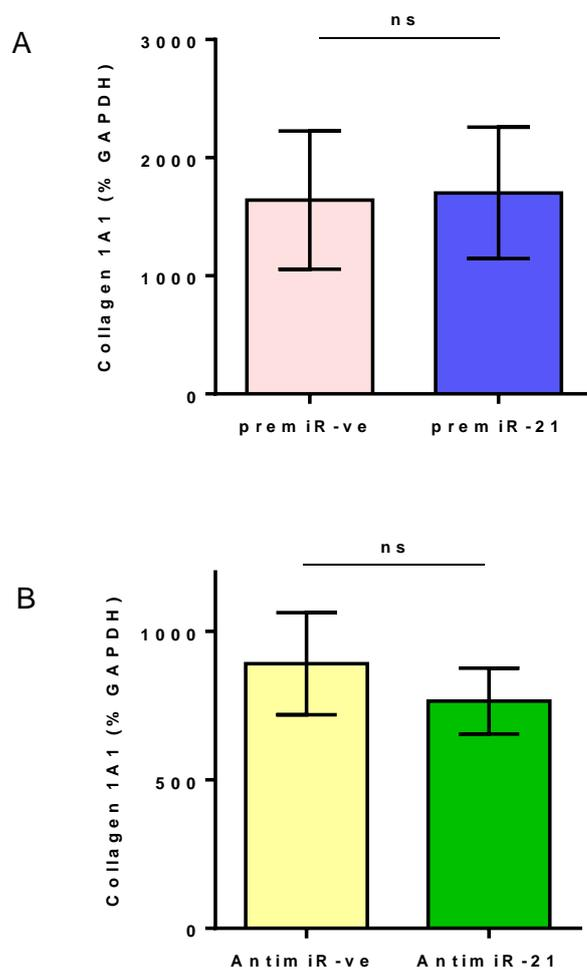 A
ns
3000
2000
1000
0
Collagen 1A1 (% GAPDH)
premiR-ve premiR-21
B
ns
1000
500
0
Collagen 1A1 (% GAPDH)
AntimiR-ve AntimiR-21